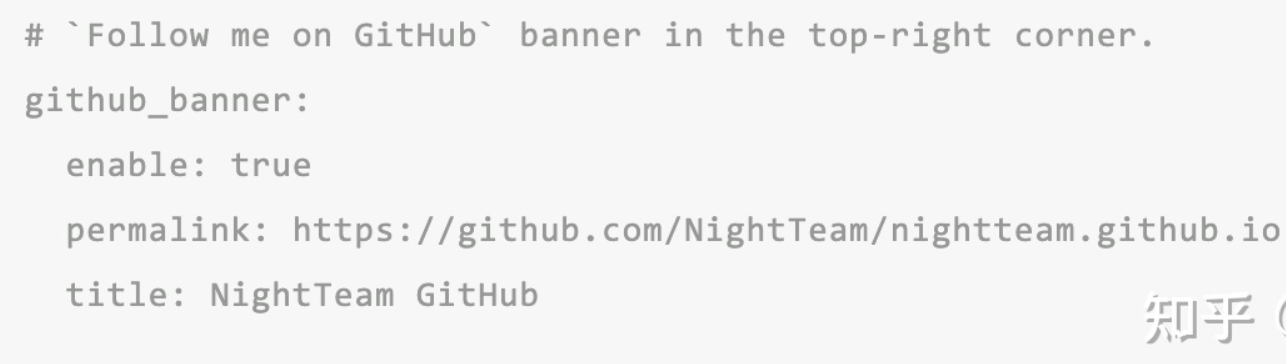 # `Follow me on GitHub` banner in the top-right corner.
github_banner:
  enable: true
  permalink: https://github.com/NightTeam/nightteam.github.io
  title: NightTeam GitHub
知乎 @